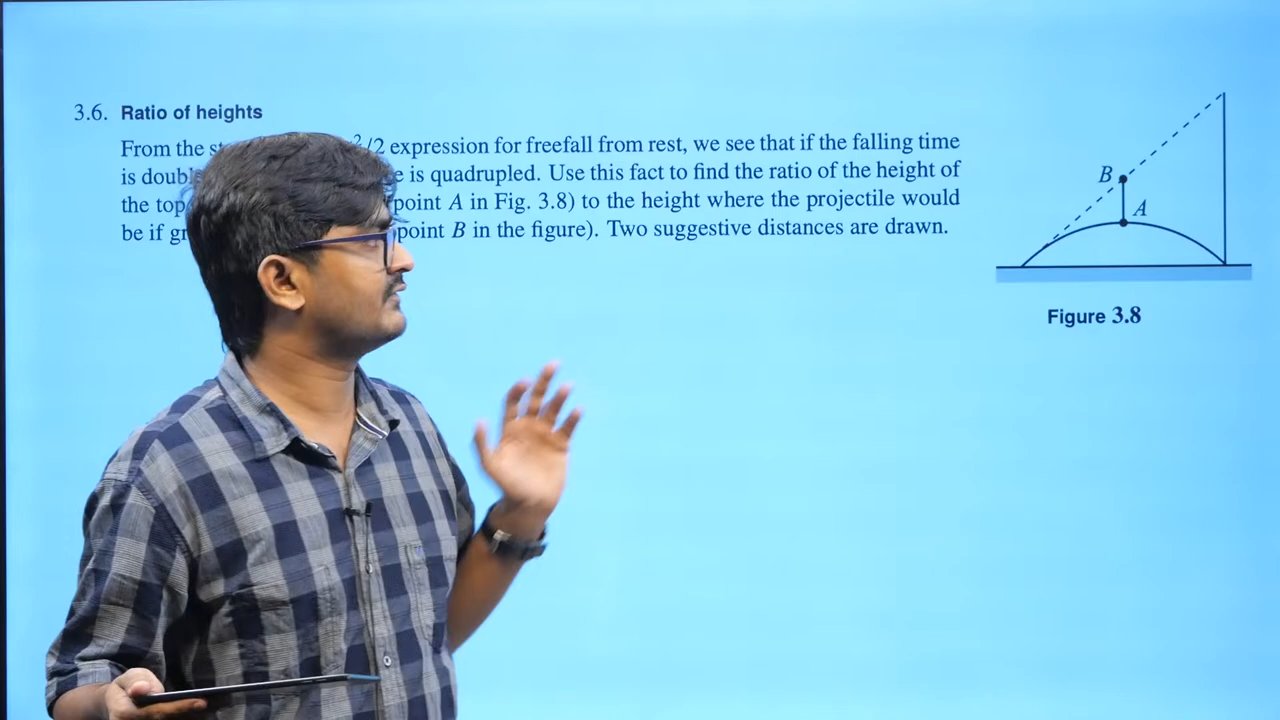 3.6. Ratio of heights
From the 2/2 expression for freefall from rest, we see that if the falling time
is is quadrupled. Use this fact to find the ratio of the height of
the top point A in Fig. 3.8) to the height where the projectile would
be if point B in the figure). Two suggestive distances are drawn.
B
A
Figure 3.8